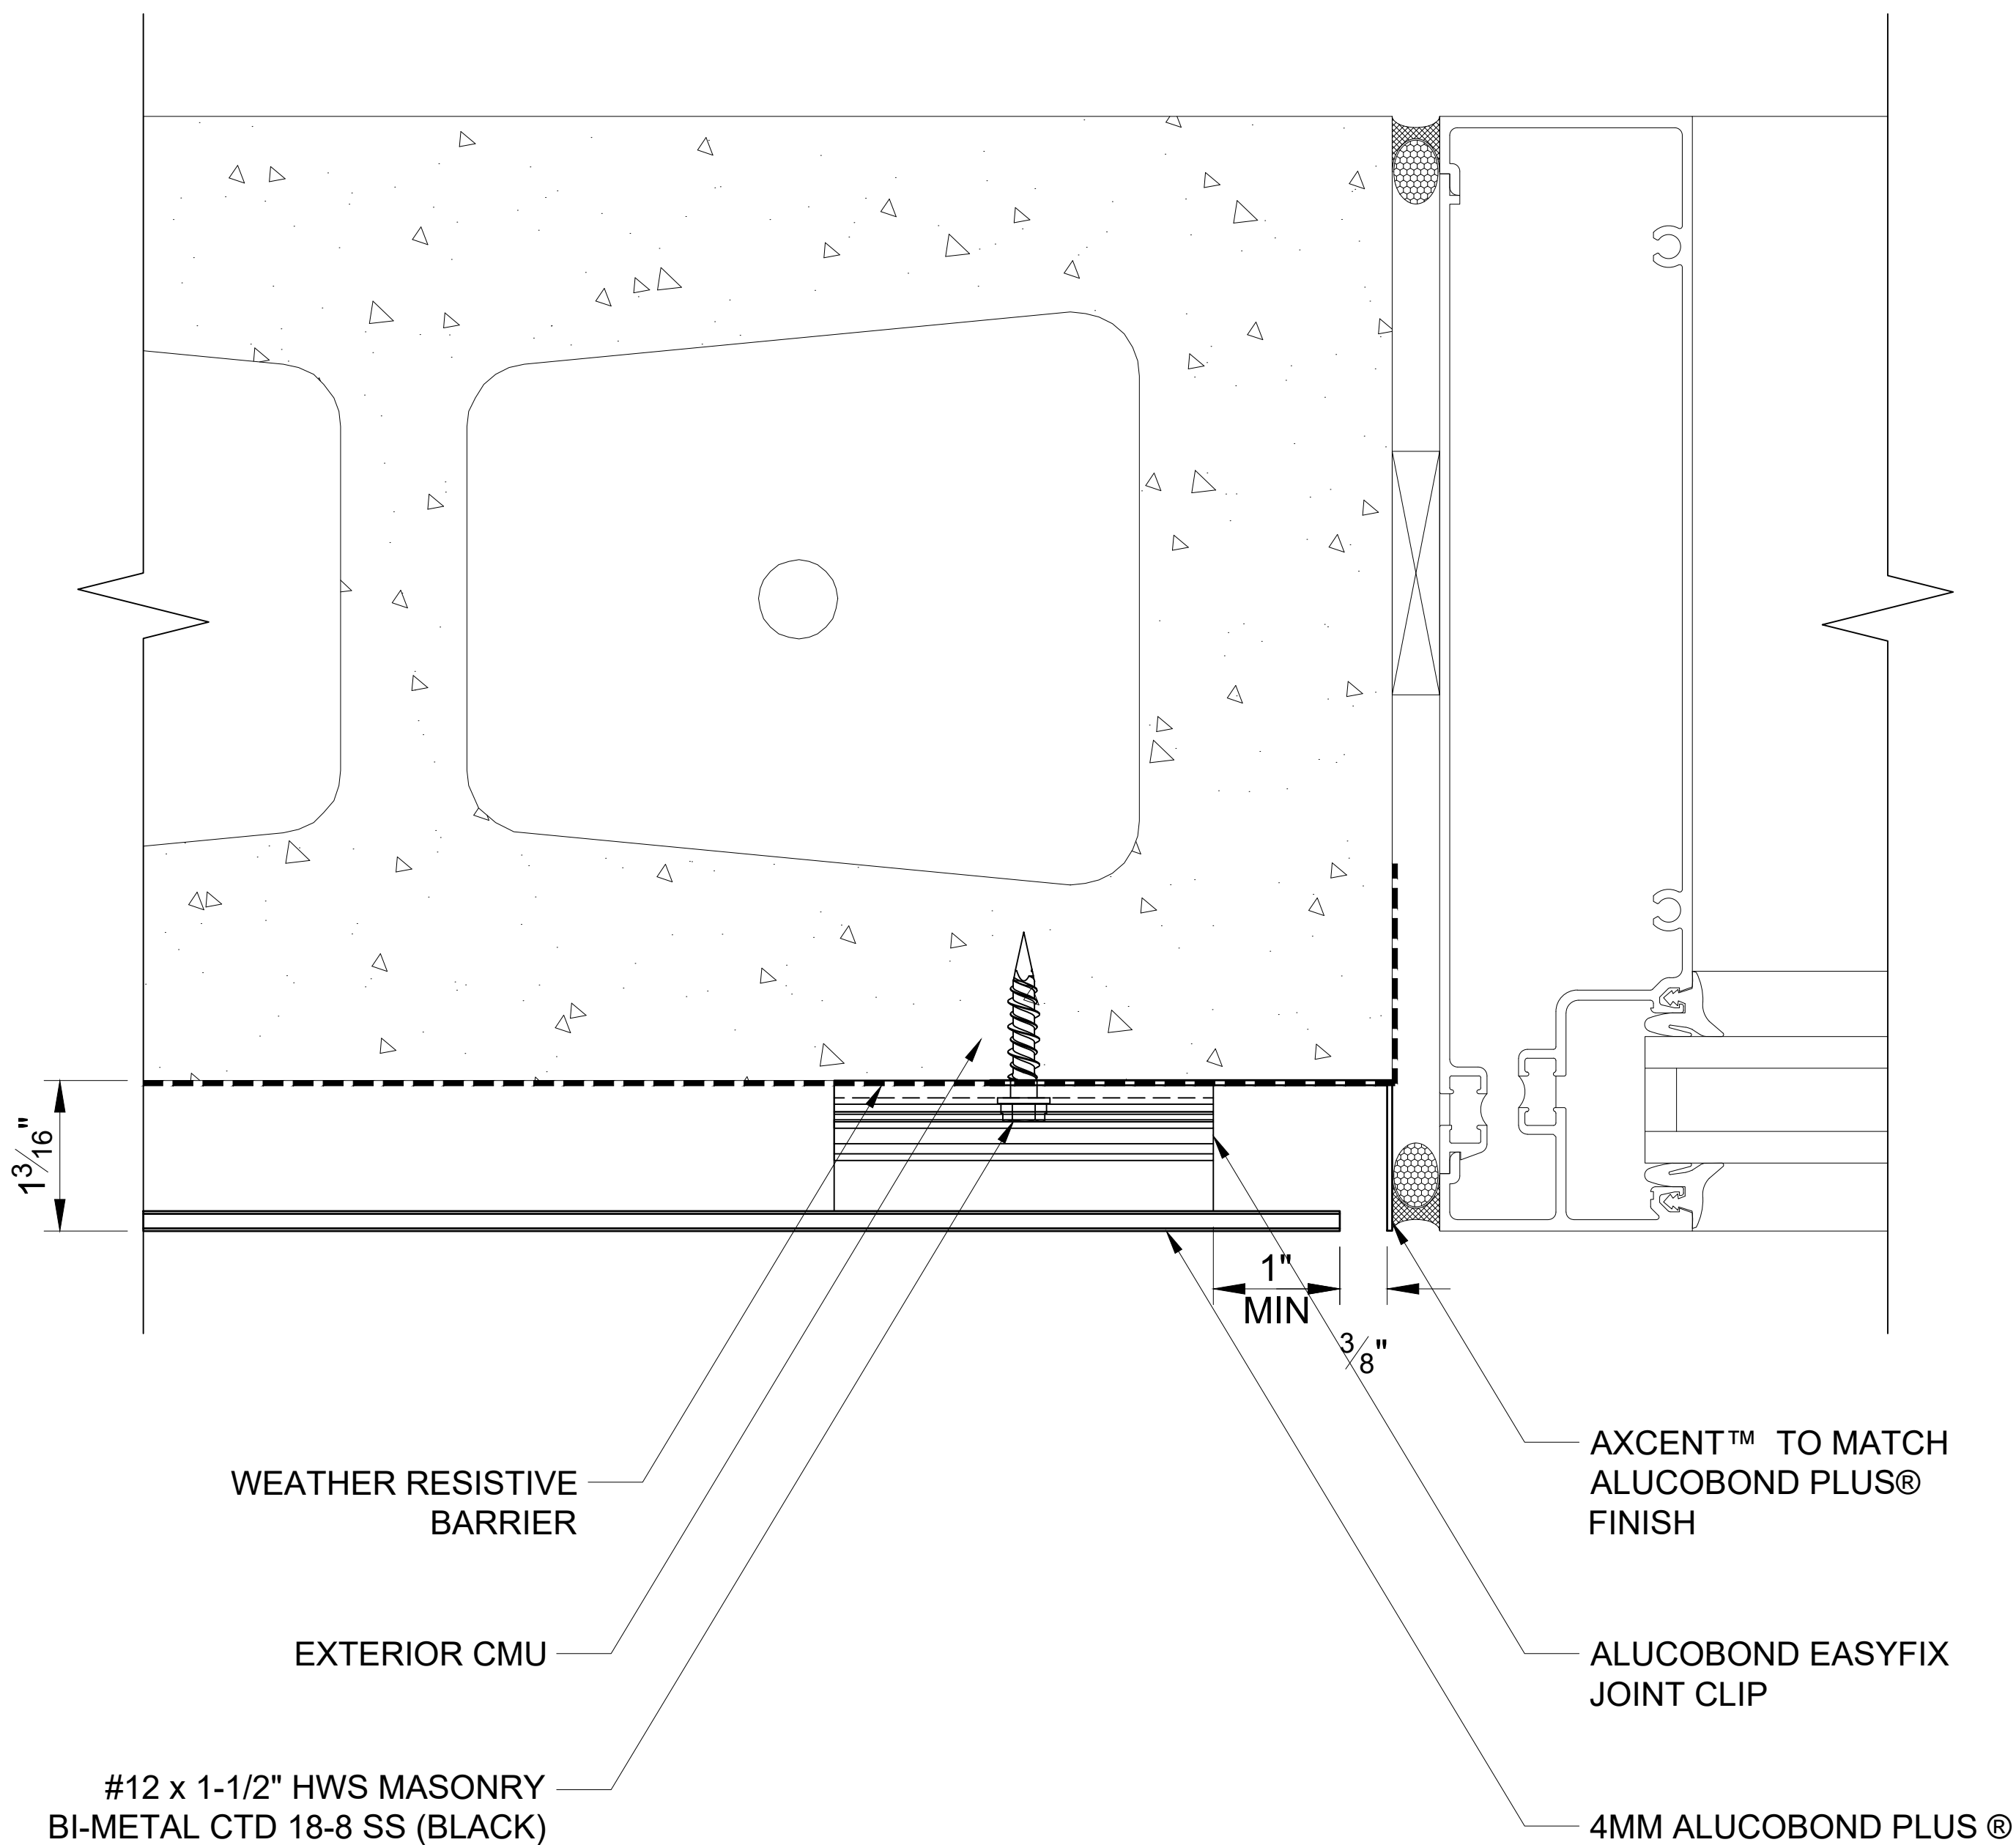 1 3/16"
1"
MIN
3/8"
WEATHER RESISTIVE
BARRIER
EXTERIOR CMU
#12 x 1-1/2" HWS MASONRY
BI-METAL CTD 18-8 SS (BLACK)
AXCENT™ TO MATCH
ALUCOBOND PLUS®
FINISH
ALUCOBOND EASYFIX
JOINT CLIP
4MM ALUCOBOND PLUS ®